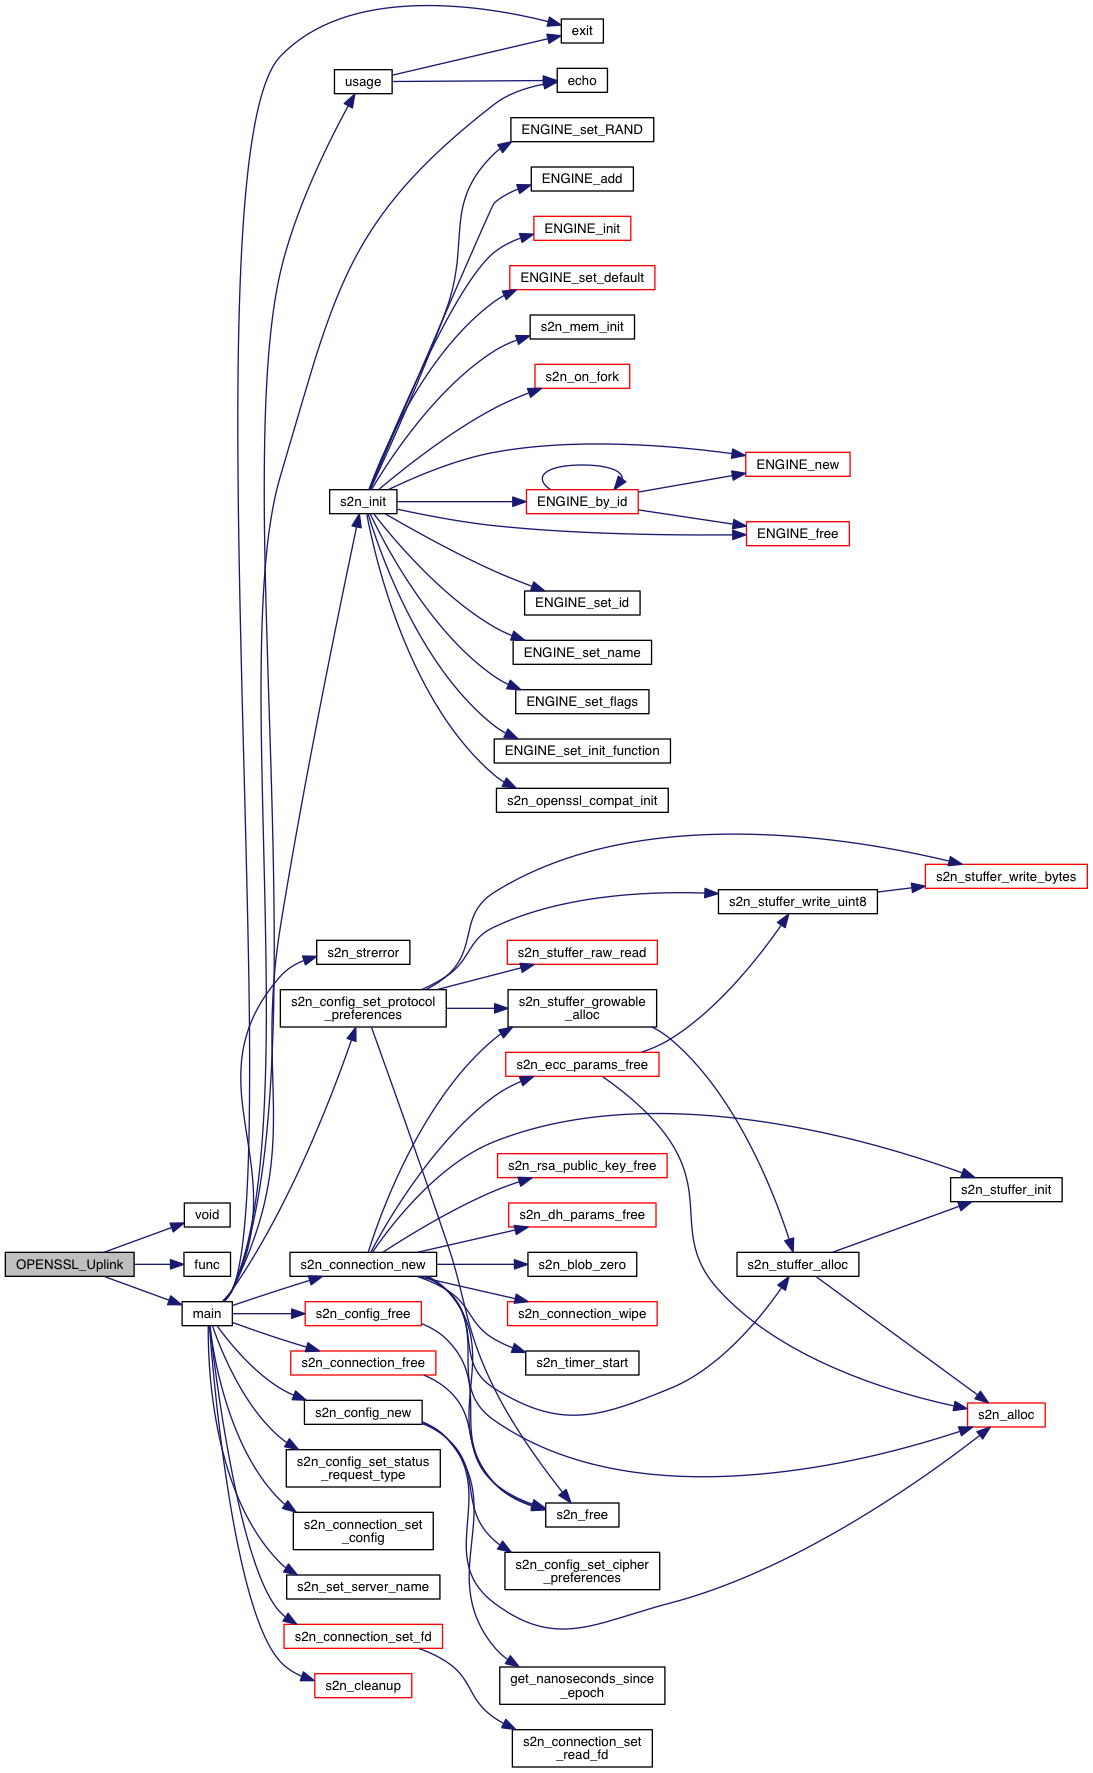 exit
usage
echo
ENGINE_set_RAND
ENGINE_add
ENGINE_init
ENGINE_set_default
s2n_mem_init
s2n_on_fork
ENGINE_new
s2n_init
ENGINE_by_id
ENGINE_free
ENGINE_set_id
ENGINE_set_name
ENGINE_set_flags
ENGINE_set_init_function
s2n_openssl_compat_init
s2n_stuffer_write_bytes
s2n_stuffer_write_uint8
s2n_strerror
s2n_stuffer_raw_read
s2n_config_set_protocol
_preferences
s2n_stuffer_growable
_alloc
s2n_ecc_params_free
s2n_rsa_public_key_free
s2n_stuffer_init
void
s2n_dh_params_free
OPENSSL_Uplink
func
s2n_connection_new
s2n_blob_zero
s2n_stuffer_alloc
main
s2n_config_free
s2n_connection_wipe
s2n_connection_free
s2n_timer_start
s2n_config_new
s2n_alloc
s2n_config_set_status
_request_type
s2n_free
s2n_connection_set
_config
s2n_config_set_cipher
_preferences
s2n_set_server_name
s2n_connection_set_fd
s2n_cleanup
get_nanoseconds_since
_epoch
s2n_connection_set
_read_fd